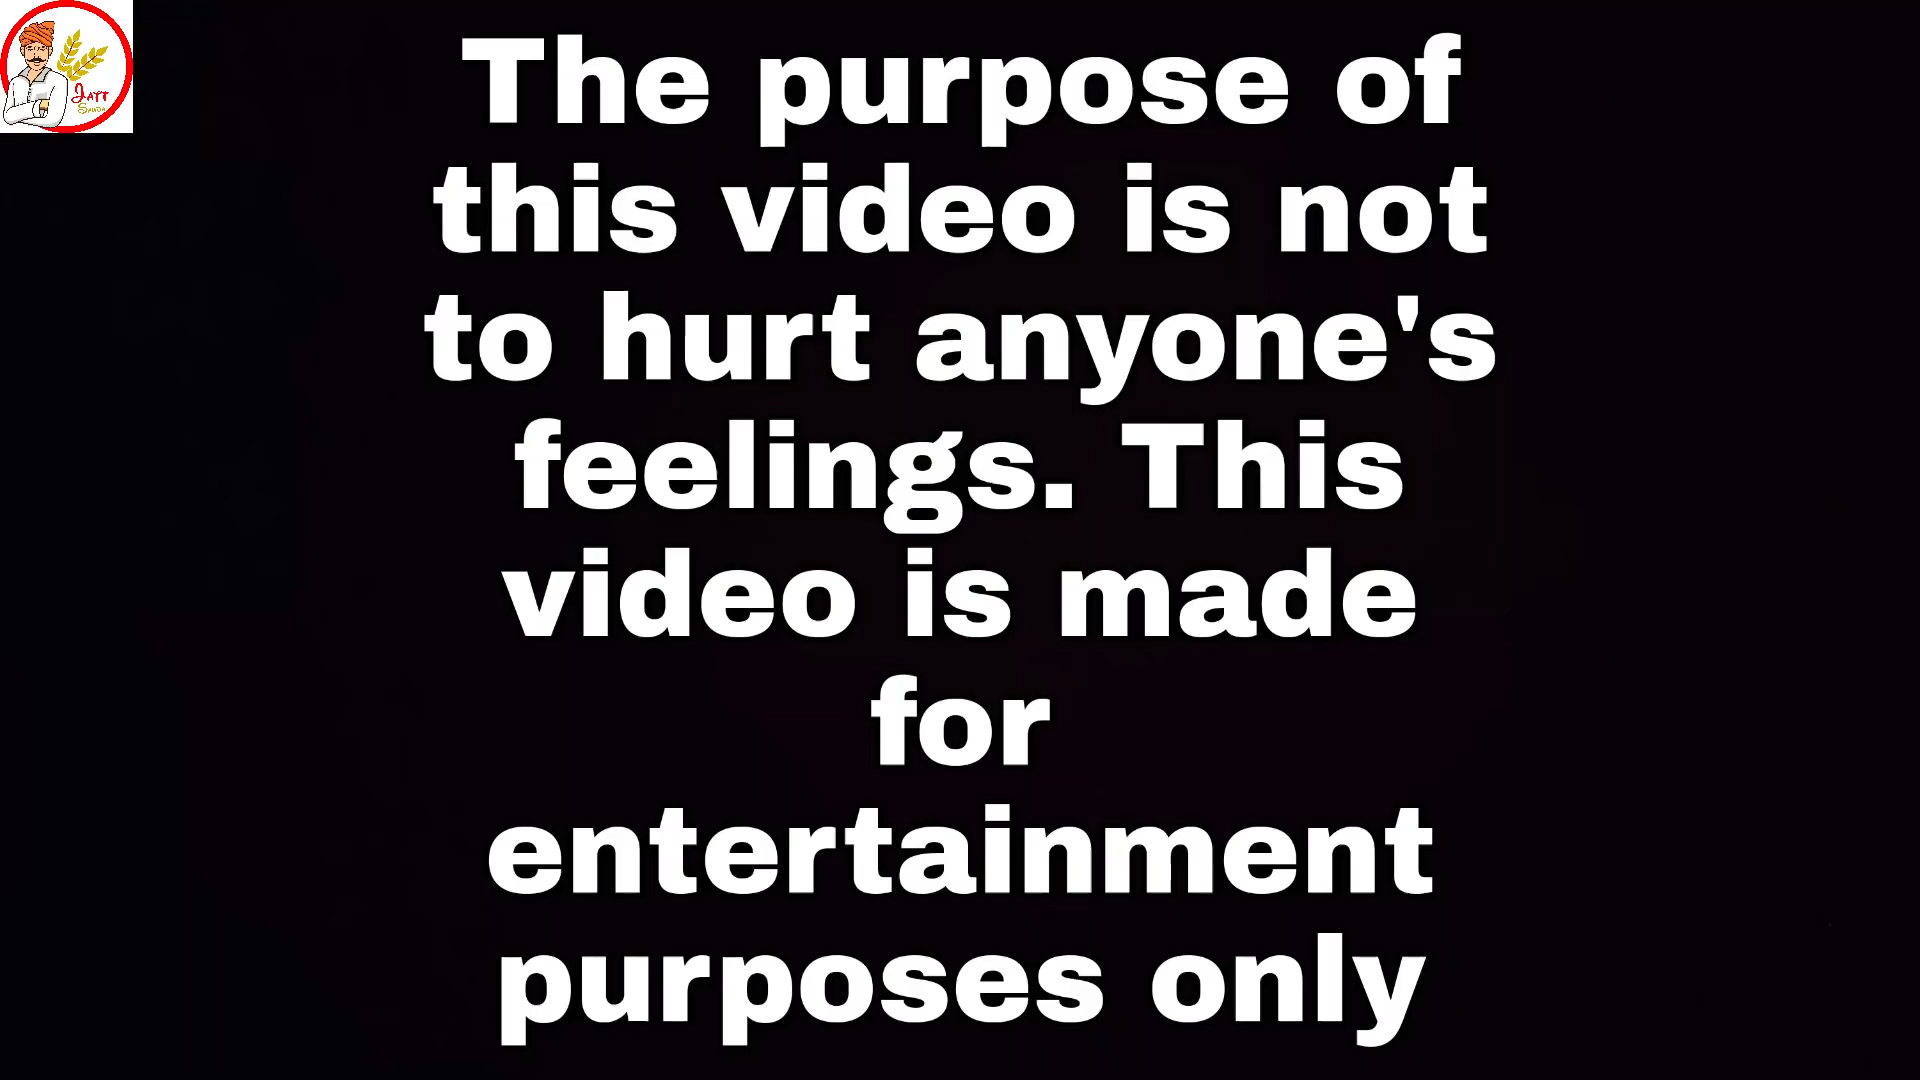 The purpose of
this video is not
to hurt anyone's
feelings. This
video is made
for
entertainment
purposes only
JATT